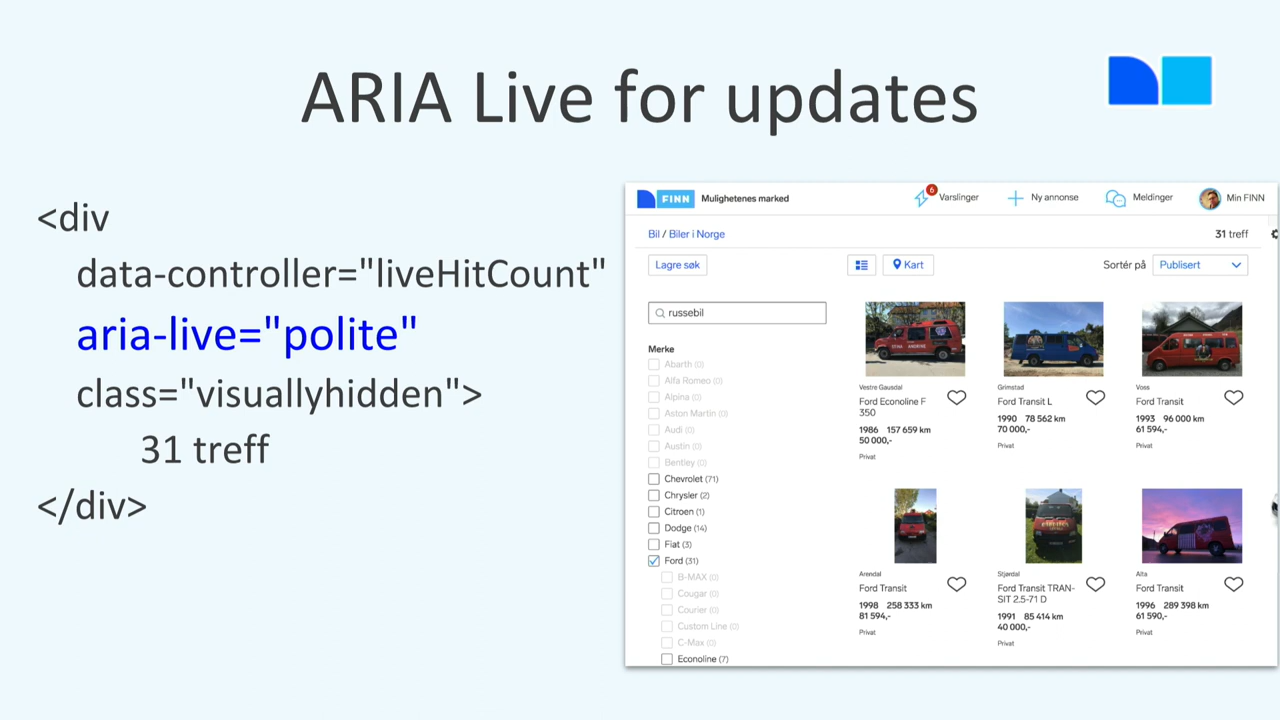 ARIA Live for updates
<div
data-controller="liveHitCount"
aria-live="polite"
class="visuallyhidden">
31 treff
</div>
FINN
Mulighetenes marked
6
Varslinger
Ny annonse
Meldinger
Min FINN
Bil / Biler i Norge
31 treff
Lagre søk
Kart
Sortér på
Publisert
russebil
Merke
Abarth (0)
Alfa Romeo (0)
Alpina (0)
Aston Martin (0)
Audi (0)
Austin (0)
Bentley (0)
Chevrolet (71)
Chrysler (2)
Citroen (1)
Dodge (14)
Fiat (3)
Ford (31)
B-MAX (0)
Cougar (0)
Courier (0)
Custom Line (0)
C-Max (0)
Econoline (7)
Vestre Gausdal
Ford Econoline F
350
1986 157 659 km
50 000,-
Privat
Grimstad
Ford Transit L
1990 78 562 km
70 000,-
Privat
Voss
Ford Transit
1993 96 000 km
61 594,-
Privat
Arendal
Ford Transit
1998 258 333 km
81 594,-
Privat
Stjørdal
Ford Transit TRAN-
SIT 2.5-71 D
1991 85 414 km
40 000,-
Privat
Alta
Ford Transit
1996 289 398 km
61 590,-
Privat